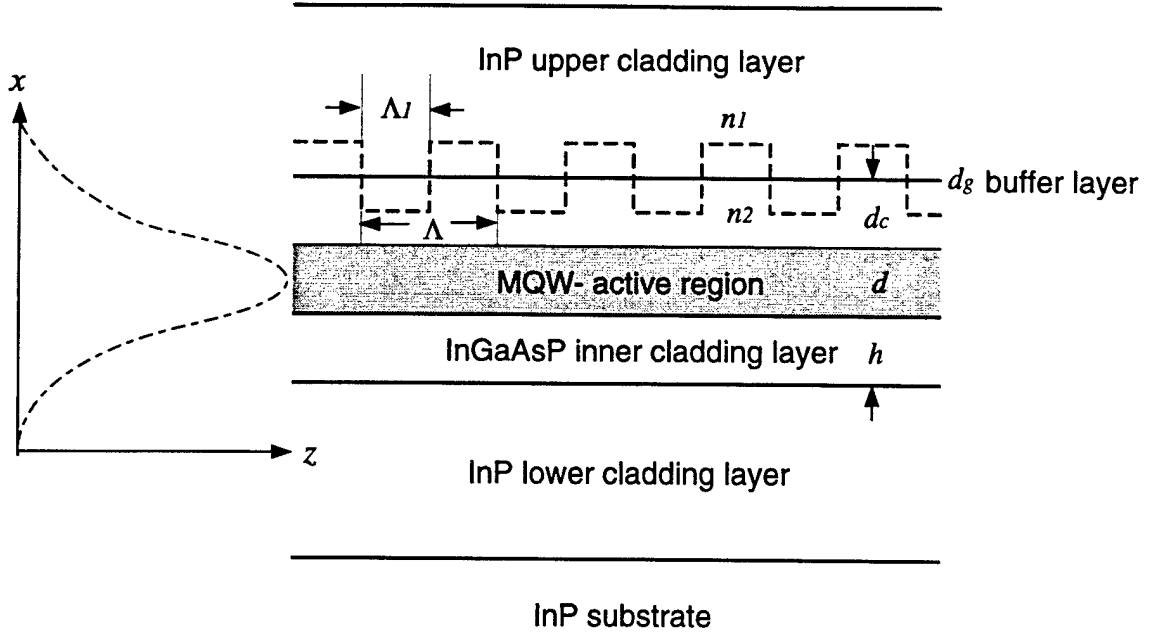 InP upper cladding layer
x
Λ1
n1
dg buffer layer
n2
dc
Λ
MQW- active region d
InGaAsP inner cladding layer h
z
InP lower cladding layer
InP substrate